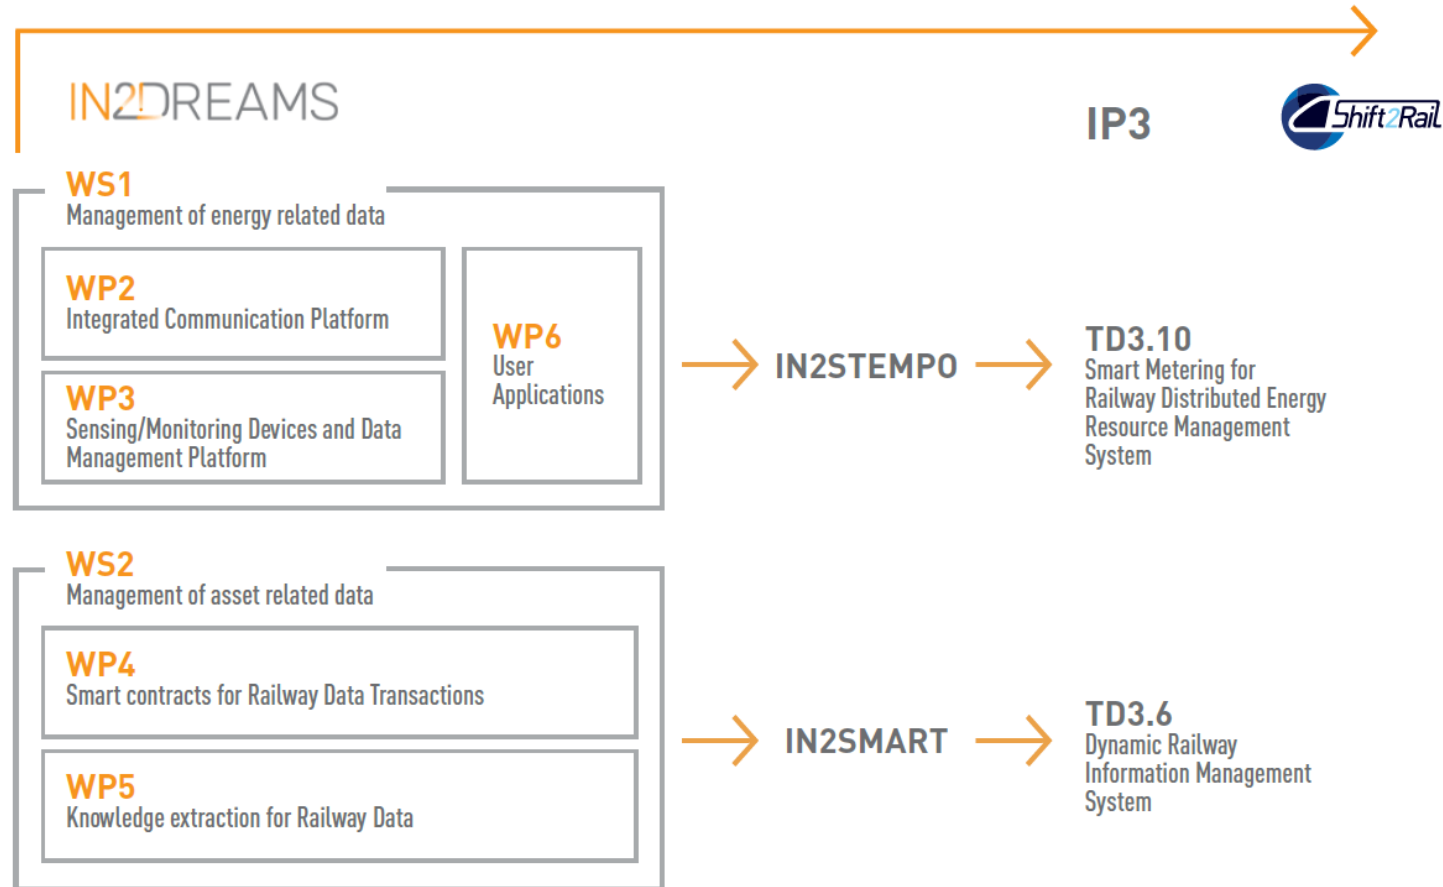 IN2DREAMS
IP3
Shift2Rail
WS1
Management of energy related data
WP2
Integrated Communication Platform
WP3
Sensing/Monitoring Devices and Data
Management Platform
WP6
User
Applications
IN2STEMPO
TD3.10
Smart Metering for
Railway Distributed Energy
Resource Management
System
WS2
Management of asset related data
WP4
Smart contracts for Railway Data Transactions
WP5
Knowledge extraction for Railway Data
IN2SMART
TD3.6
Dynamic Railway
Information Management
System